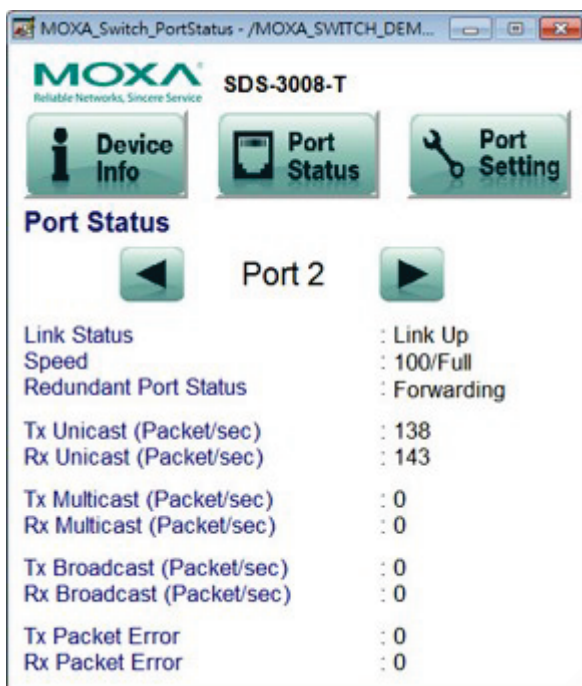 MOXA_Switch_PortStatus - /MOXA_SWITCH_DEM...
MOXA
Reliable Networks, Sincere Service
SDS-3008-T
Device Info
Port Status
Port Setting
Port Status
Port 2
Link Status : Link Up
Speed : 100/Full
Redundant Port Status : Forwarding
Tx Unicast (Packet/sec) : 138
Rx Unicast (Packet/sec) : 143
Tx Multicast (Packet/sec) : 0
Rx Multicast (Packet/sec) : 0
Tx Broadcast (Packet/sec) : 0
Rx Broadcast (Packet/sec) : 0
Tx Packet Error : 0
Rx Packet Error : 0